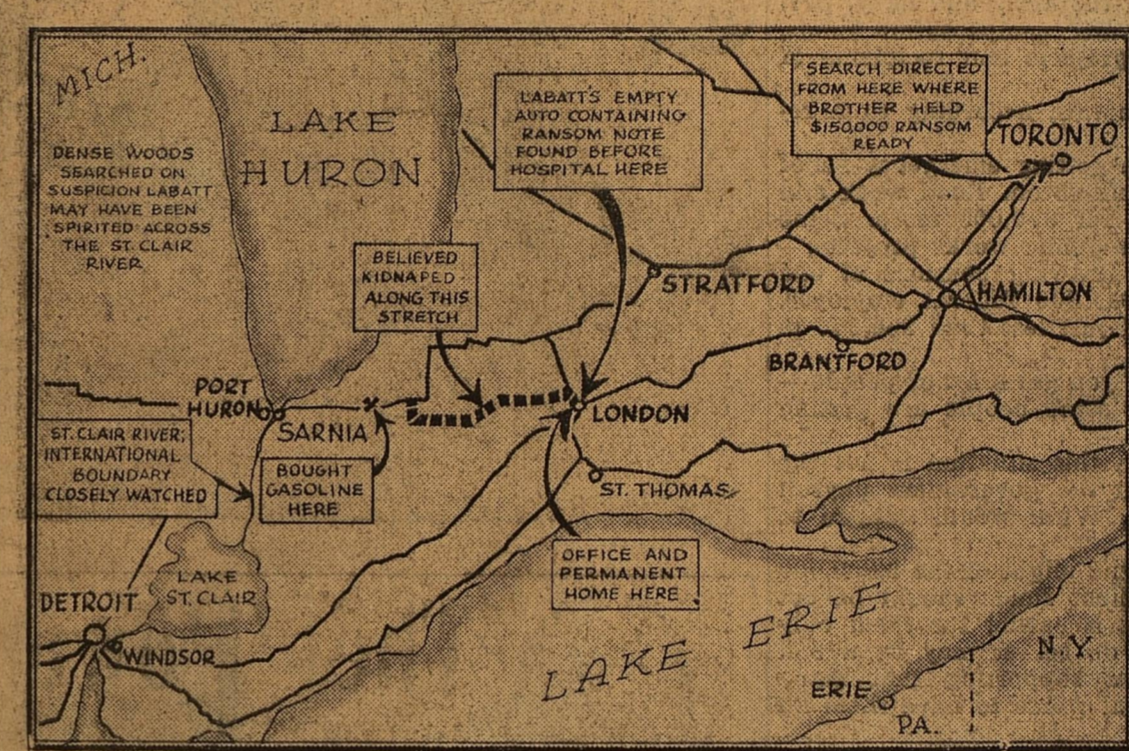 MICH.
LAKE
HURON
DENSE WOODS
SEARCHED ON
SUSPICION LABATT
MAY HAVE BEEN
SPIRITED ACROSS
THE ST. CLAIR
RIVER
LABATT'S EMPTY
AUTO CONTAINING
RANSOM NOTE
FOUND BEFORE
HOSPITAL HERE
SEARCH DIRECTED
FROM HERE WHERE
BROTHER HELD
$150,000 RANSOM
READY
TORONTO
BELIEVED
KIDNAPED
ALONG THIS
STRETCH
STRATFORD
HAMILTON
BRANTFORD
PORT
HURON
SARNIA
LONDON
ST. CLAIR RIVER;
INTERNATIONAL
BOUNDARY
CLOSELY WATCHED
BOUGHT
GASOLINE
HERE
ST. THOMAS
OFFICE AND
PERMANENT
HOME HERE
LAKE
ST. CLAIR
DETROIT
WINDSOR
LAKE ERIE
N.Y.
ERIE
PA.